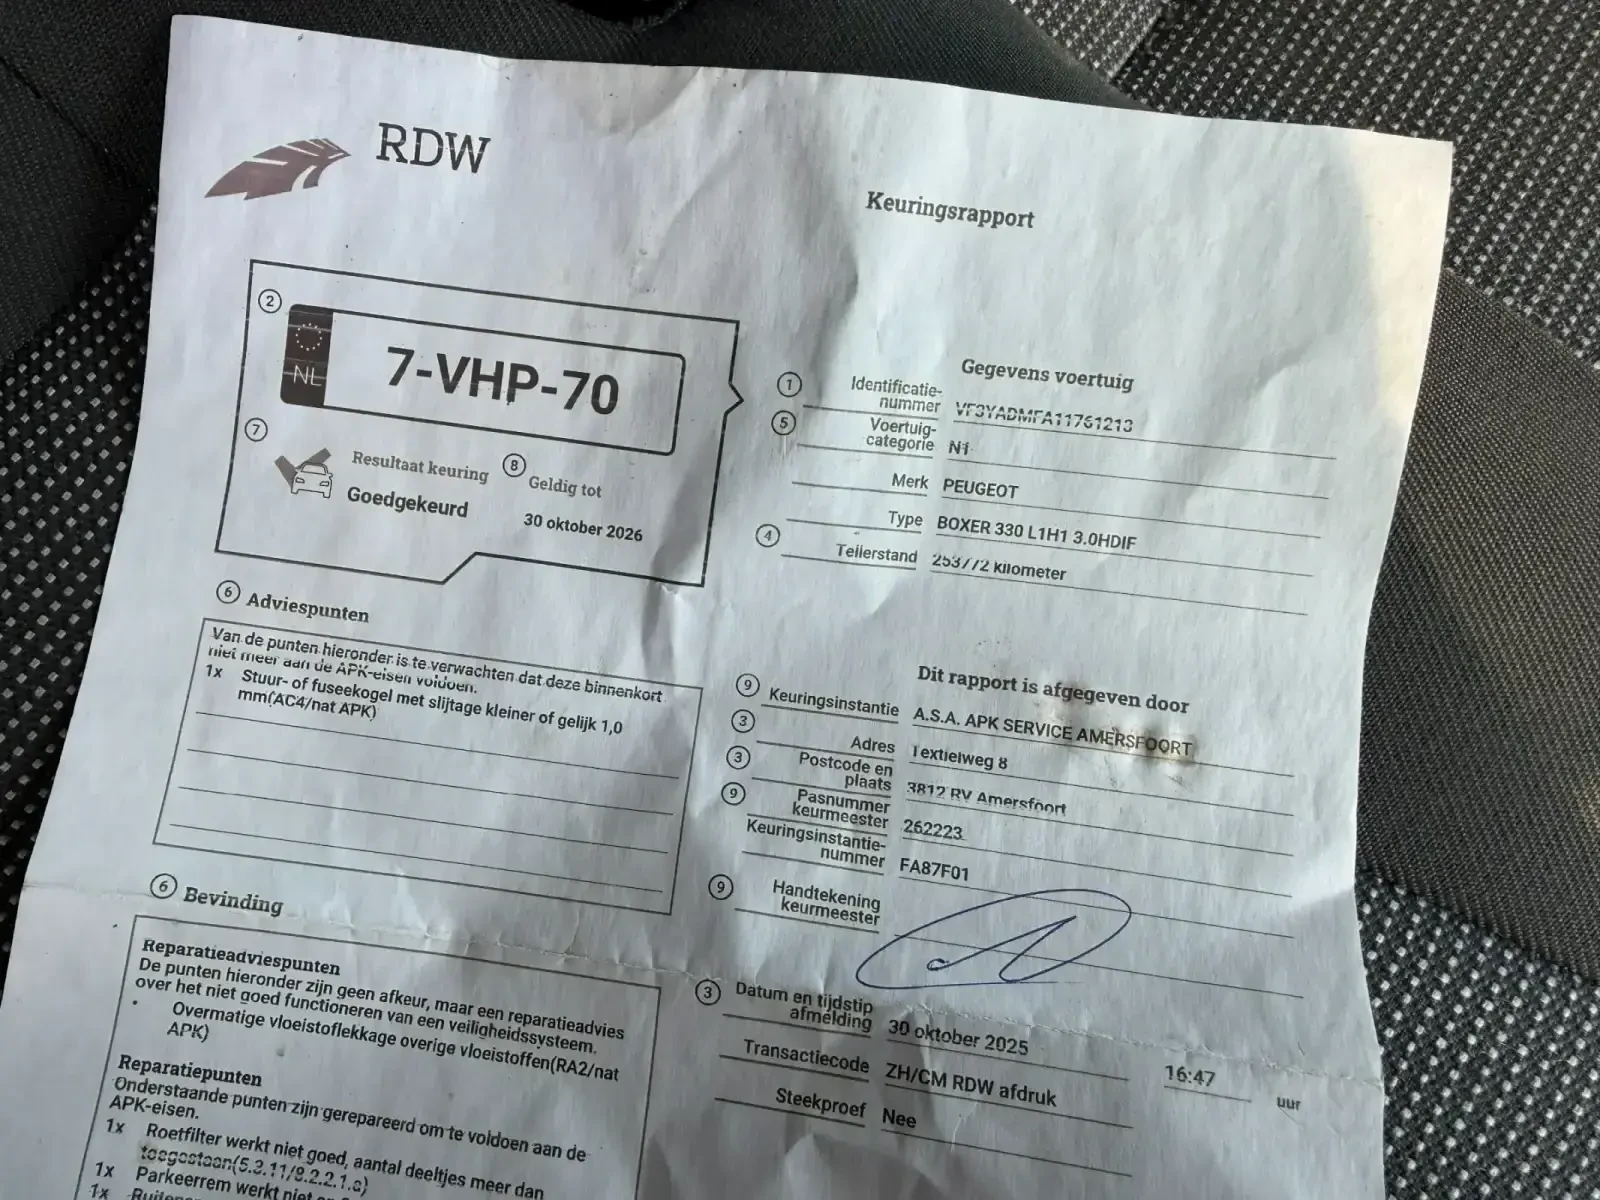 RDW
Keuringsrapport
2
NL
7-VHP-70
7
Resultaat keuring
Goedgekeurd
8
Geldig tot
30 oktober 2026
Gegevens voertuig
1 Identificatie-
nummer VF3YADMFA11761213
5 Voertuig-
categorie N1
Merk PEUGEOT
Type BOXER 330 L1H1 3.0HDIF
4 Tellerstand 253772 kilometer
6 Adviespunten
Van de punten hieronder is te verwachten dat deze binnenkort
niet meer aan de APK-eisen voldoen.
1x Stuur- of fuseekogel met slijtage kleiner of gelijk 1,0
mm(AC4/nat APK)
Dit rapport is afgegeven door
9 Keuringsinstantie A.S.A. APK SERVICE AMERSFOORT
3 Adres Textielweg 8
3 Postcode en
plaats 3812 RV Amersfoort
9 Pasnummer
keurmeester 262223
Keuringsinstantie-
nummer FA87F01
9 Handtekening
keurmeester
3 Datum en tijdstip
afmelding 30 oktober 2025 16:47 uur
Transactiecode ZH/CM RDW afdruk
Steekproef Nee
6 Bevinding
Reparatieadviespunten
De punten hieronder zijn geen afkeur, maar een reparatieadvies
over het niet goed functioneren van een veiligheidssysteem.
• Overmatige vloeistoflekkage overige vloeistoffen(RA2/nat
APK)
Reparatiepunten
Onderstaande punten zijn gerepareerd om te voldoen aan de
APK-eisen.
1x Roetfilter werkt niet goed, aantal deeltjes meer dan
toegestaan(5.3.11/8.2.2.1.c)
1x Parkeerrem werkt niet
1x